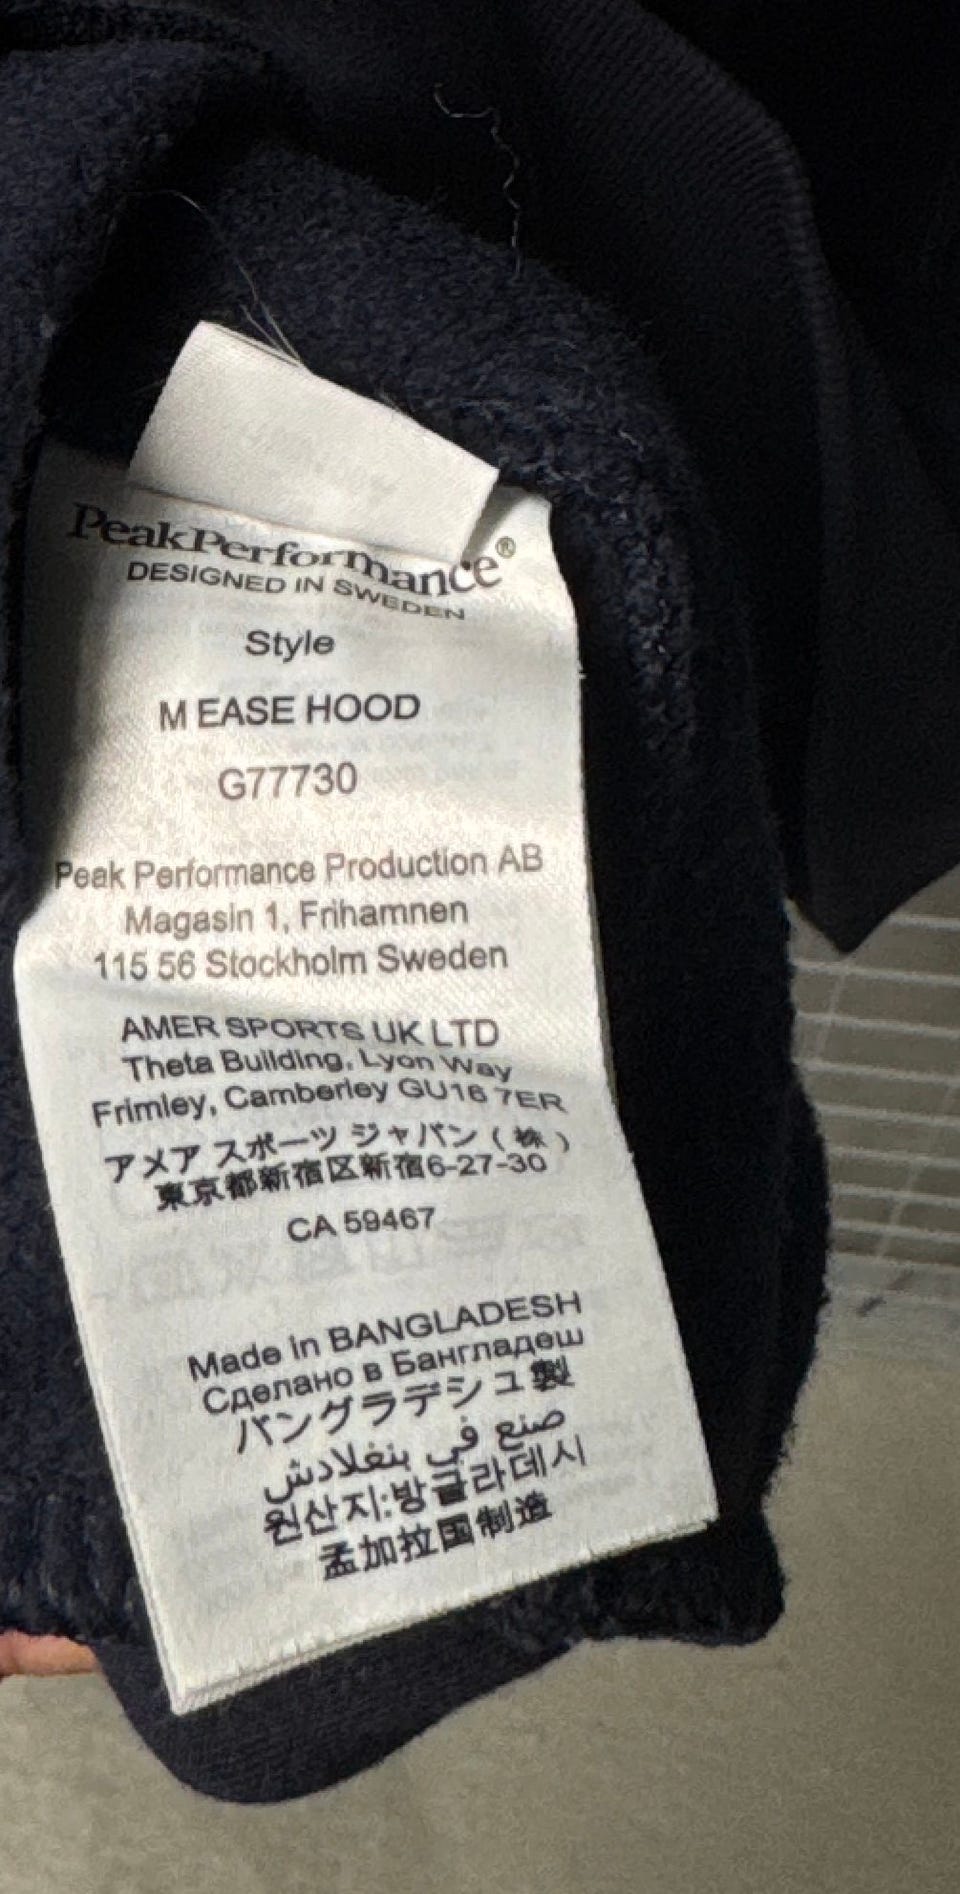 PeakPerformance®
DESIGNED IN SWEDEN
Style
M EASE HOOD
G77730
Peak Performance Production AB
Magasin 1, Frihamnen
115 56 Stockholm Sweden
AMER SPORTS UK LTD
Theta Building, Lyon Way
Frimley, Camberley GU16 7ER
アメア スポーツ ジャパン ( 株 )
東京都新宿区新宿6-27-30
CA 59467
Made in BANGLADESH
Сделано в Бангладеш
バングラデシュ製
صنع في بنغلادش
원산지:방글라데시
孟加拉国制造